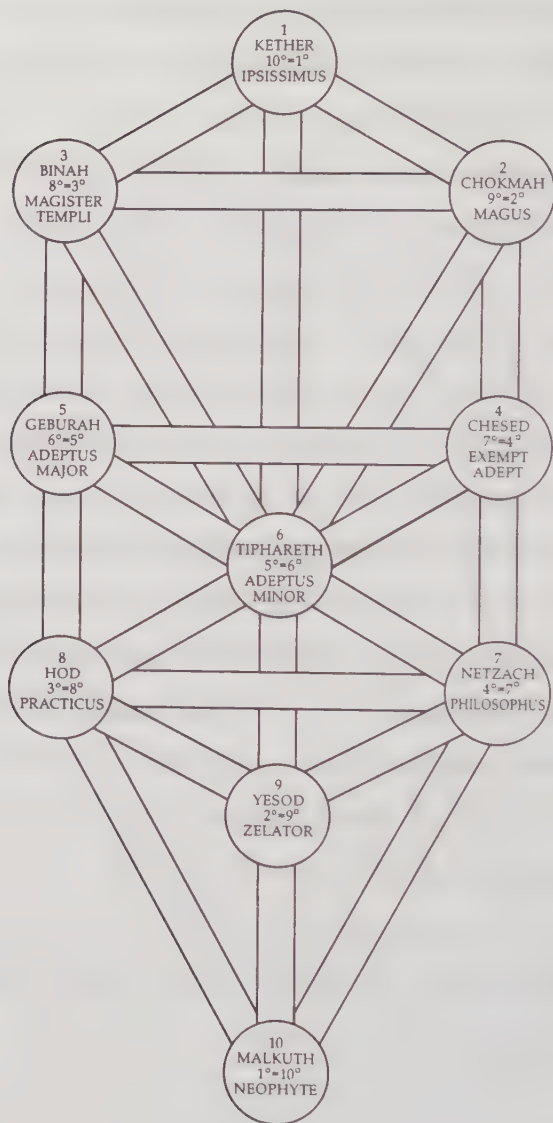 1
KETHER
10°=1□
IPSISSIMUS
3
BINAH
8°=3□
MAGISTER
TEMPLI
2
CHOKMAH
9°=2□
MAGUS
5
GEBURAH
6°=5□
ADEPTUS
MAJOR
4
CHESED
7°=4□
EXEMPT
ADEPT
6
TIPHARETH
5°=6□
ADEPTUS
MINOR
8
HOD
3°=8□
PRACTICUS
7
NETZACH
4°=7□
PHILOSOPHUS
9
YESOD
2°=9□
ZELATOR
10
MALKUTH
1°=10□
NEOPHYTE